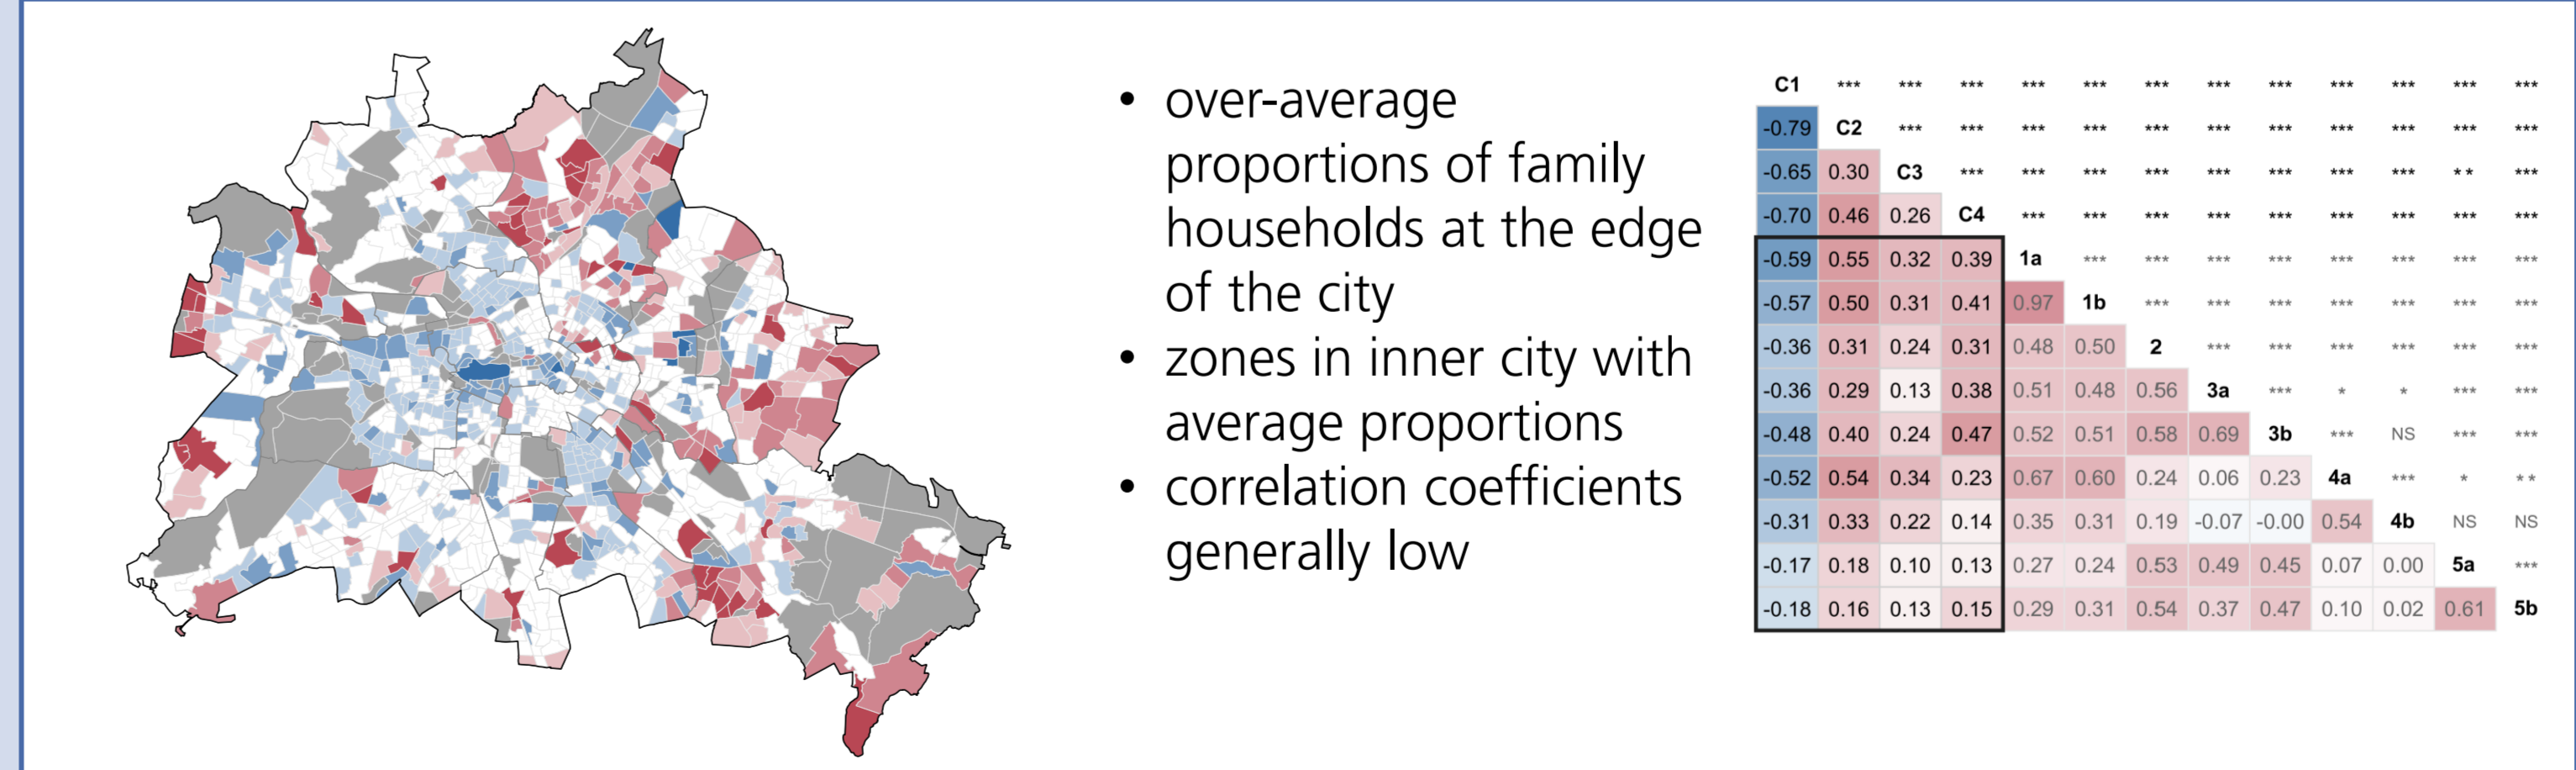 • over-average
proportions of family
households at the edge
of the city
• zones in inner city with
average proportions
• correlation coefficients
generally low
C1 *** *** *** *** *** *** *** *** *** *** *** ***
-0.79 C2 *** *** *** *** *** *** *** *** *** *** ***
-0.65 0.30 C3 *** *** *** *** *** *** *** *** ** ***
-0.70 0.46 0.26 C4 *** *** *** *** *** *** *** *** ***
-0.59 0.55 0.32 0.39 1a *** *** *** *** *** *** *** ***
-0.57 0.50 0.31 0.41 0.97 1b *** *** *** *** *** *** ***
-0.36 0.31 0.24 0.31 0.48 0.50 2 *** *** *** *** *** ***
-0.36 0.29 0.13 0.38 0.51 0.48 0.56 3a *** * * *** ***
-0.48 0.40 0.24 0.47 0.52 0.51 0.58 0.69 3b *** NS *** ***
-0.52 0.54 0.34 0.23 0.67 0.60 0.24 0.06 0.23 4a *** * **
-0.31 0.33 0.22 0.14 0.35 0.31 0.19 -0.07 -0.00 0.54 4b NS NS
-0.17 0.18 0.10 0.13 0.27 0.24 0.53 0.49 0.45 0.07 0.00 5a ***
-0.18 0.16 0.13 0.15 0.29 0.31 0.54 0.37 0.47 0.10 0.02 0.61 5b